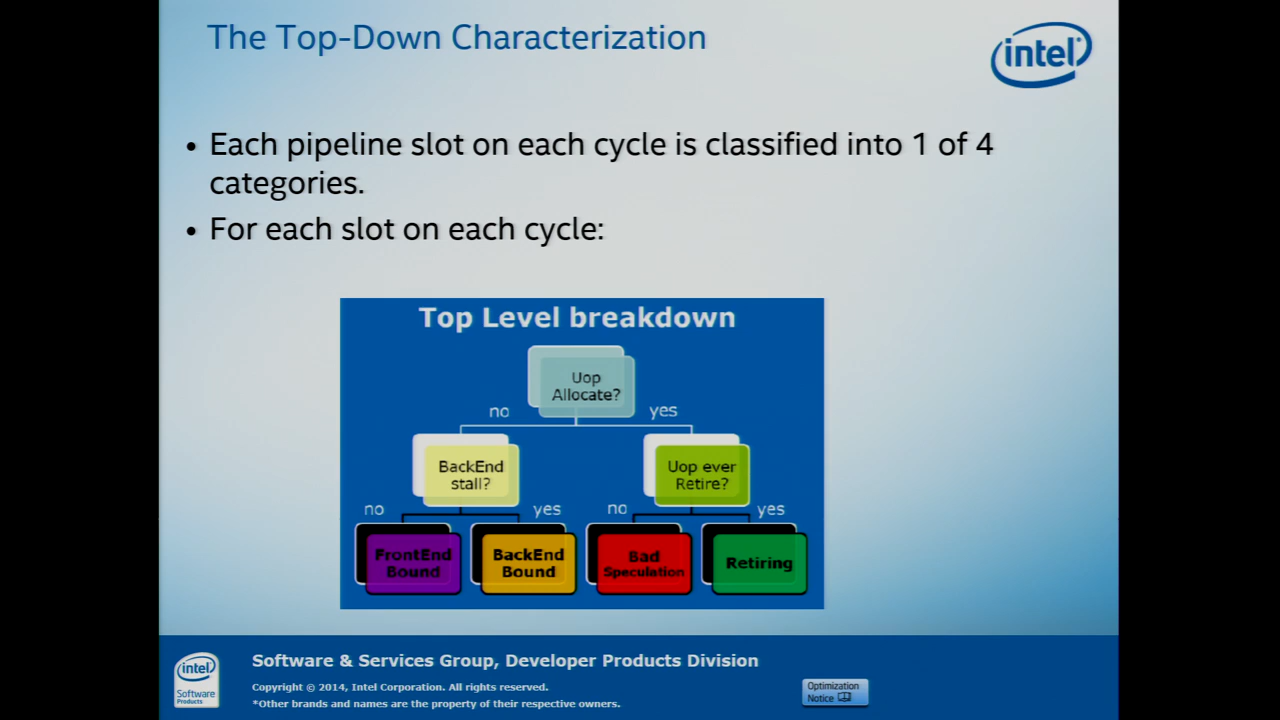 The Top-Down Characterization
intel
• Each pipeline slot on each cycle is classified into 1 of 4
categories.
• For each slot on each cycle:
Top Level breakdown
Uop
Allocate?
no
yes
BackEnd
stall?
Uop ever
Retire?
no
yes
no
yes
FrontEnd
Bound
BackEnd
Bound
Bad
Speculation
Retiring
intel
Software
Products
Software & Services Group, Developer Products Division
Copyright © 2014, Intel Corporation. All rights reserved.
*Other brands and names are the property of their respective owners.
Optimization
Notice